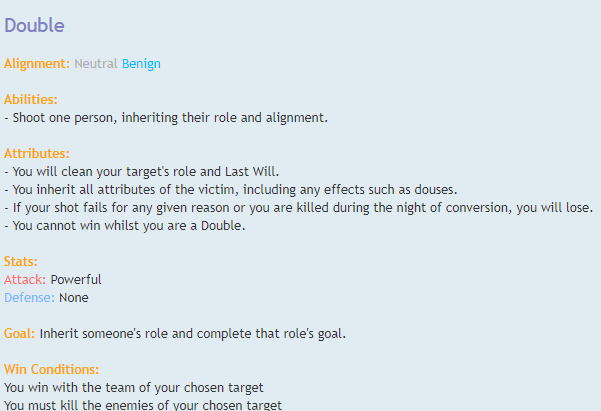 Double
Alignment: Neutral Benign
Abilities:
- Shoot one person, inheriting their role and alignment.
Attributes:
- You will clean your target's role and Last Will.
- You inherit all attributes of the victim, including any effects such as douses.
- If your shot fails for any given reason or you are killed during the night of conversion, you will lose.
- You cannot win whilst you are a Double.
Stats:
Attack: Powerful
Defense: None
Goal: Inherit someone's role and complete that role's goal.
Win Conditions:
You win with the team of your chosen target
You must kill the enemies of your chosen target